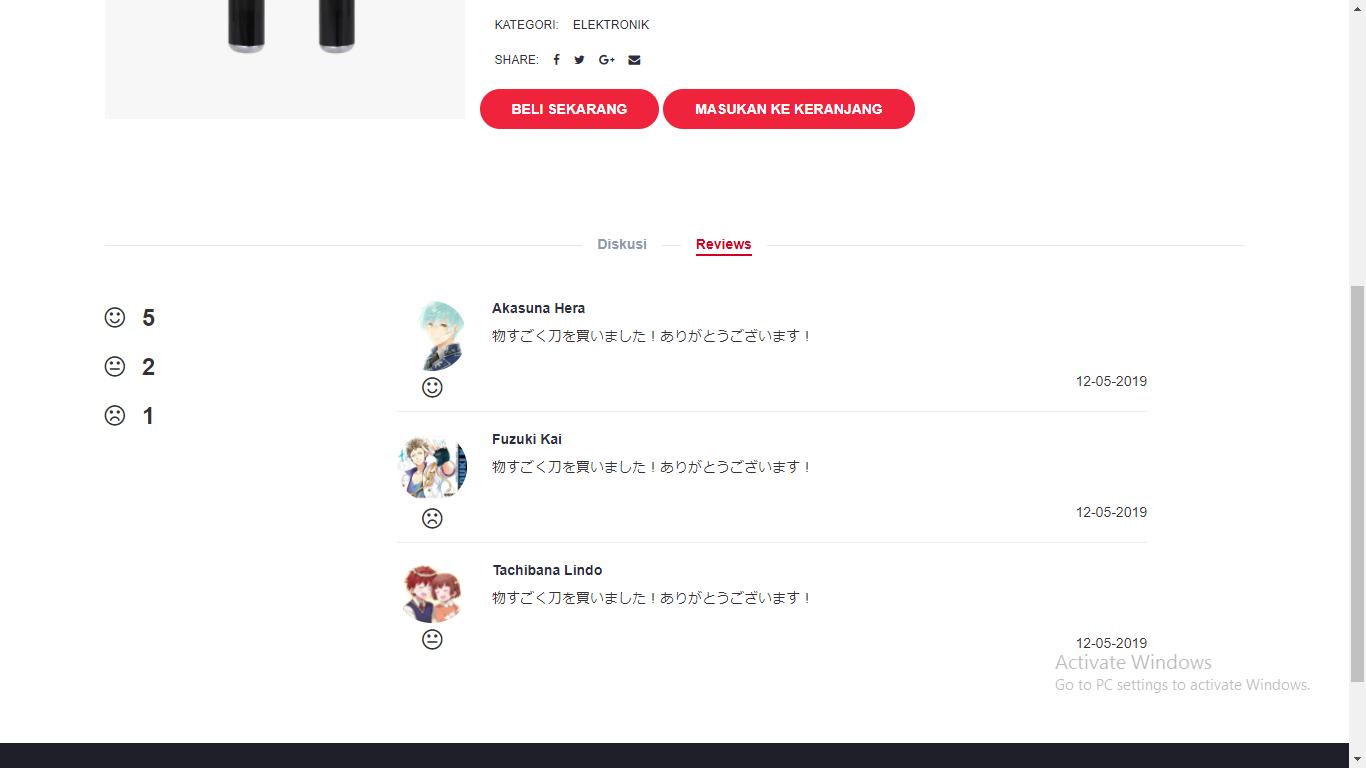 KATEGORI: ELEKTRONIK
SHARE:
BELI SEKARANG MASUKAN KE KERANJANG
Diskusi Reviews
5
2
1
Akasuna Hera
物すごく刀を買いました！ありがとうございます！
12-05-2019
Fuzuki Kai
物すごく刀を買いました！ありがとうございます！
12-05-2019
Tachibana Lindo
物すごく刀を買いました！ありがとうございます！
12-05-2019
Activate Windows
Go to PC settings to activate Windows.